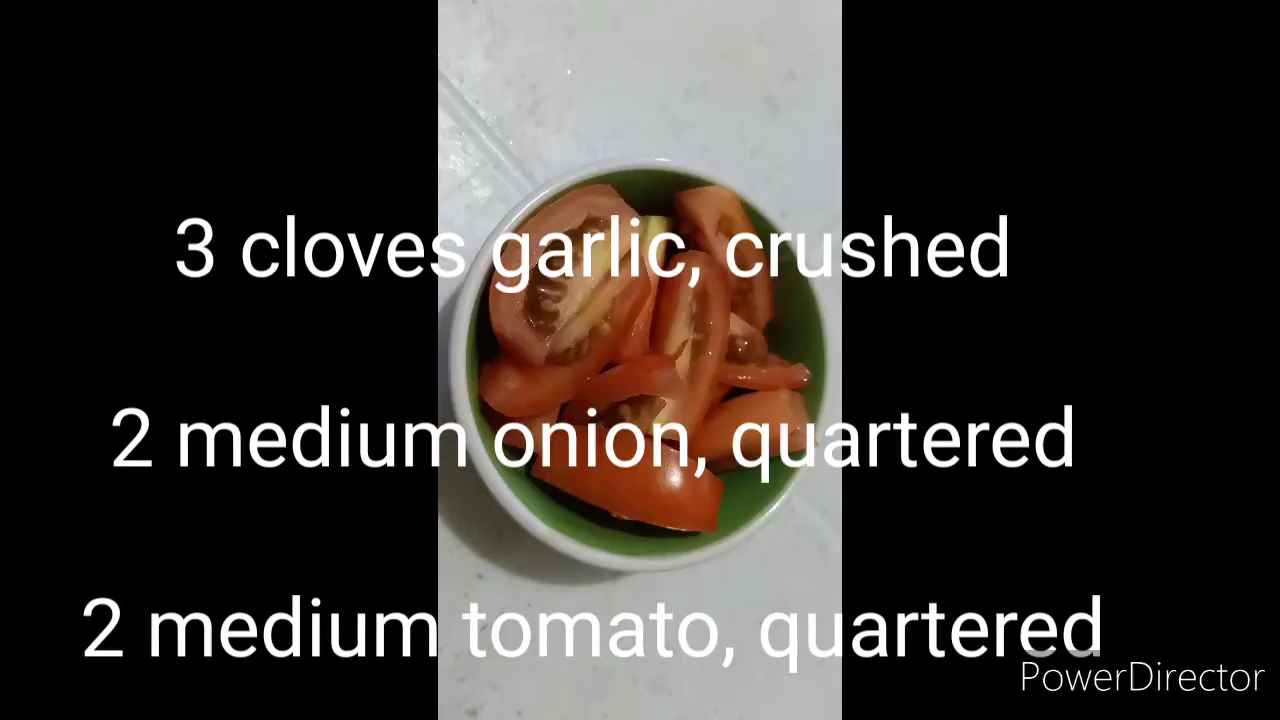 3 cloves garlic, crushed
2 medium onion, quartered
2 medium tomato, quartered
PowerDirector